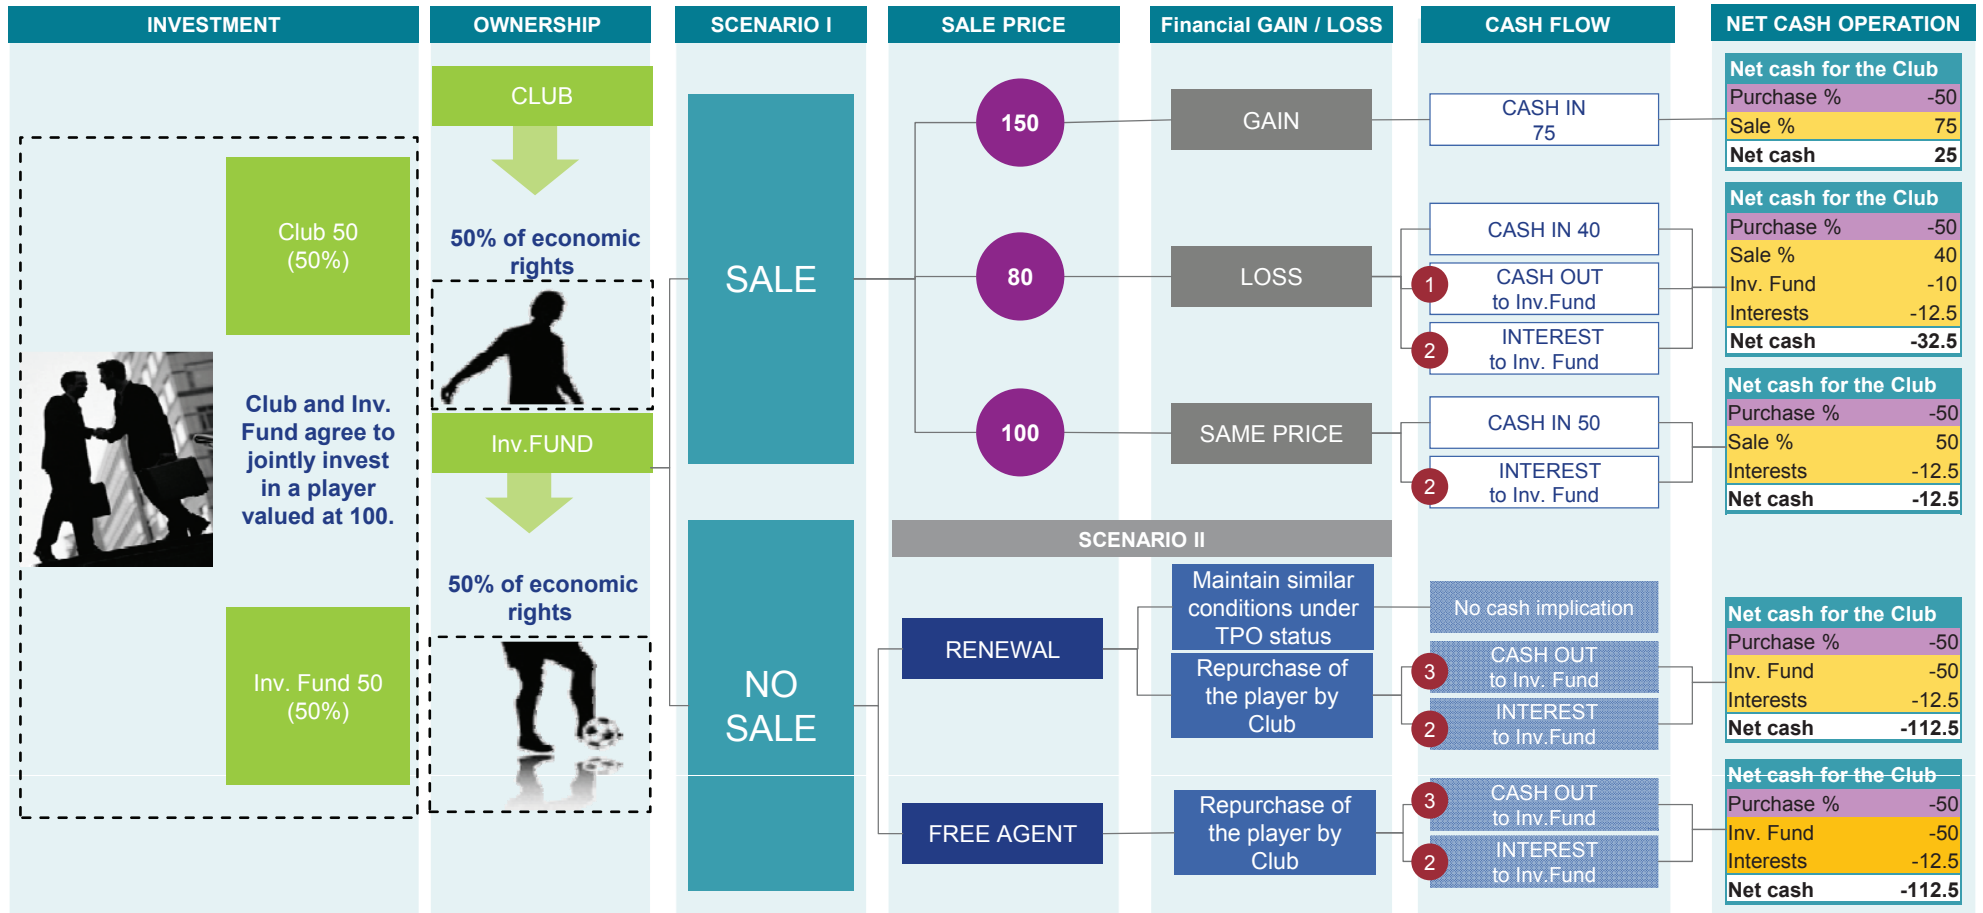 INVESTMENT
OWNERSHIP
SCENARIO I
SALE PRICE
Financial GAIN / LOSS
CASH FLOW
NET CASH OPERATION
Club 50
(50%)
Club and Inv.
Fund agree to
jointly invest
in a player
valued at 100.
Inv. Fund 50
(50%)
CLUB
50% of economic
rights
Inv.FUND
50% of economic
rights
SALE
NO
SALE
150
GAIN
CASH IN
75
Net cash for the Club
Purchase % -50
Sale % 75
Net cash 25
80
LOSS
CASH IN 40
1
CASH OUT
to Inv.Fund
2
INTEREST
to Inv. Fund
Net cash for the Club
Purchase % -50
Sale % 40
Inv. Fund -10
Interests -12.5
Net cash -32.5
100
SAME PRICE
CASH IN 50
2
INTEREST
to Inv. Fund
Net cash for the Club
Purchase % -50
Sale % 50
Interests -12.5
Net cash -12.5
SCENARIO II
RENEWAL
Maintain similar
conditions under
TPO status
No cash implication
Repurchase of
the player by
Club
3
CASH OUT
to Inv. Fund
2
INTEREST
to Inv.Fund
Net cash for the Club
Purchase % -50
Inv. Fund -50
Interests -12.5
Net cash -112.5
FREE AGENT
Repurchase of
the player by
Club
3
CASH OUT
to Inv. Fund
2
INTEREST
to Inv. Fund
Net cash for the Club
Purchase % -50
Inv. Fund -50
Interests -12.5
Net cash -112.5